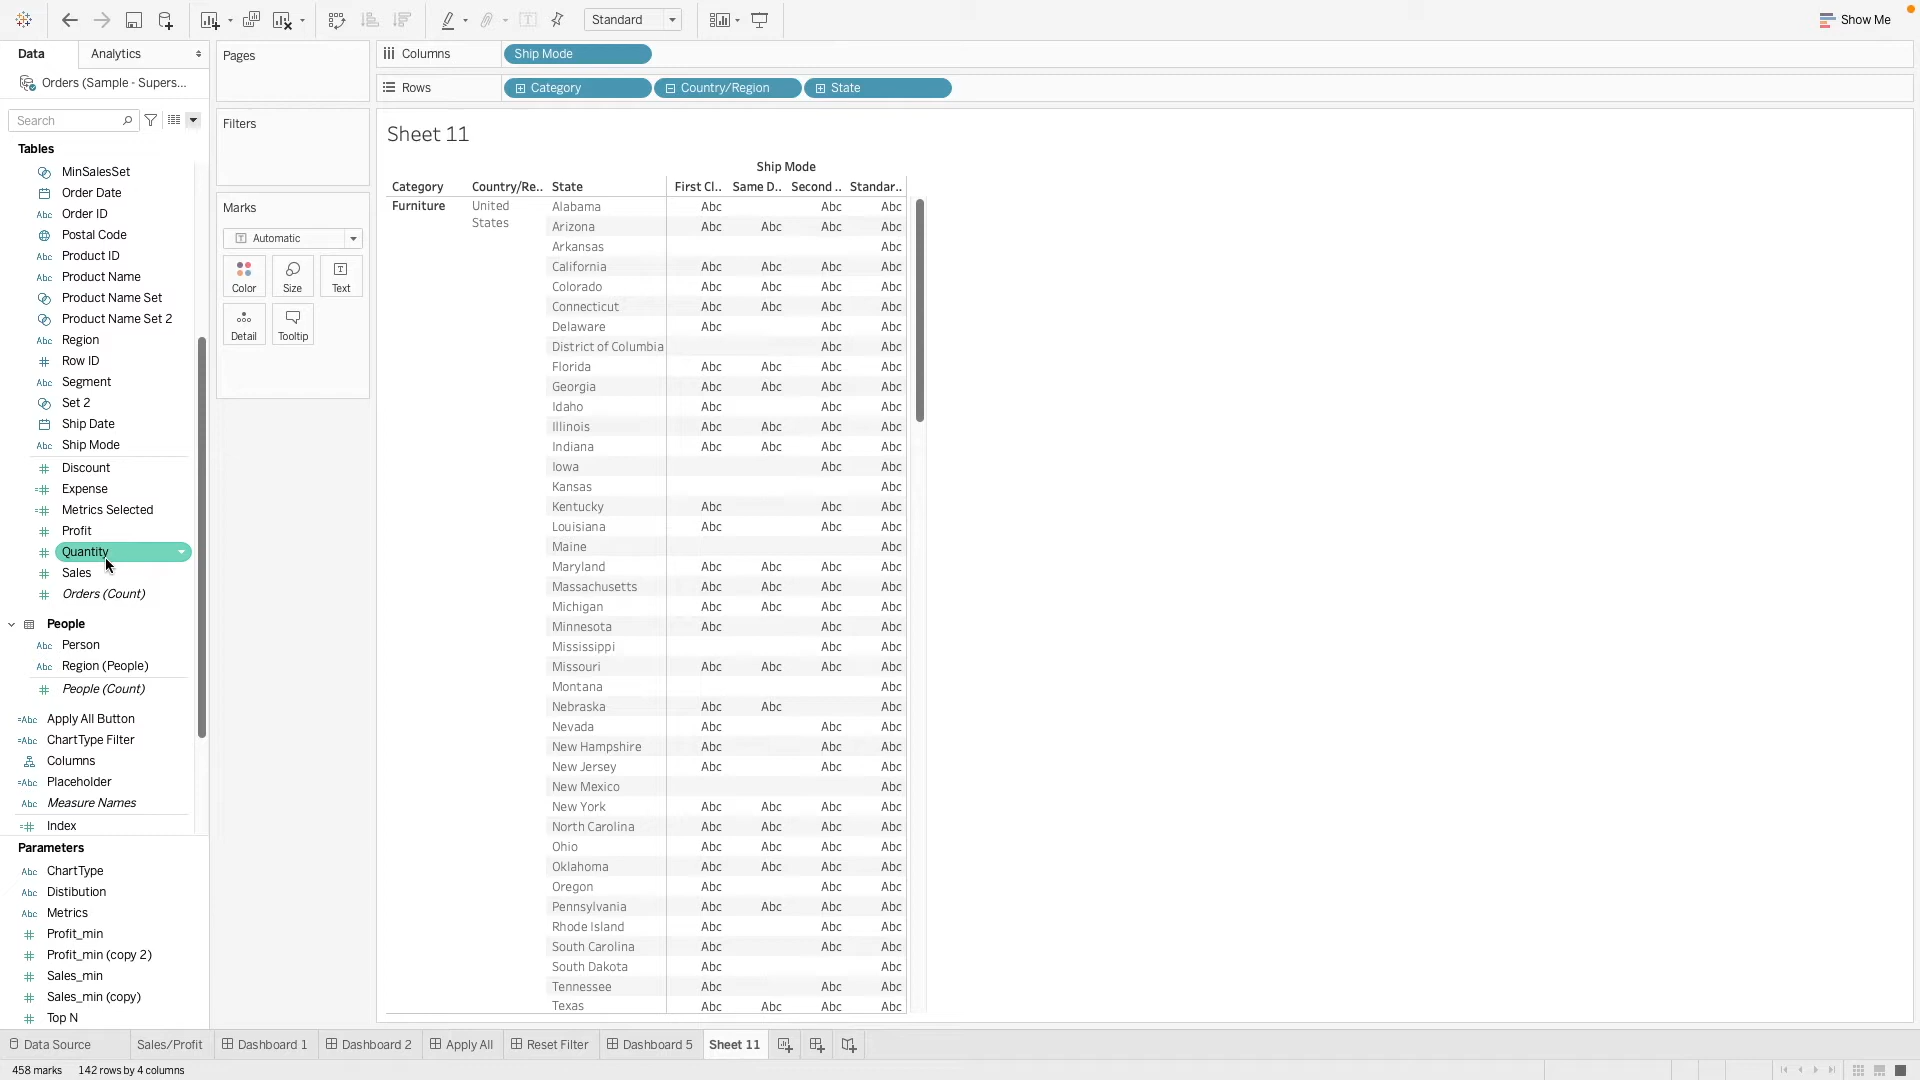 Standard
Show Me
Data
Analytics
Pages
Columns
Ship Mode
Orders (Sample - Supers...
Rows
Category
Country/Region
State
Search
Filters
Sheet 11
Tables
MinSalesSet
Order Date
Abc Order ID
Postal Code
Abc Product ID
Abc Product Name
Product Name Set
Product Name Set 2
Abc Region
# Row ID
Abc Segment
Set 2
Ship Date
Abc Ship Mode
# Discount
=# Expense
=# Metrics Selected
# Profit
# Quantity
# Sales
# Orders (Count)
People
Abc Person
Abc Region (People)
# People (Count)
=Abc Apply All Button
=Abc ChartType Filter
Columns
=Abc Placeholder
Abc Measure Names
=# Index
Parameters
Abc ChartType
Abc Distibution
Abc Metrics
# Profit_min
# Profit_min (copy 2)
# Sales_min
# Sales_min (copy)
# Top N
Marks
T Automatic
Color
Size
T Text
Detail
Tooltip
Ship Mode
Category Country/Re.. State First Cl.. Same D.. Second .. Standar..
Furniture United States Alabama Abc Abc Abc
Arizona Abc Abc Abc Abc
Arkansas Abc
California Abc Abc Abc Abc
Colorado Abc Abc Abc Abc
Connecticut Abc Abc Abc Abc
Delaware Abc Abc Abc
District of Columbia Abc Abc
Florida Abc Abc Abc Abc
Georgia Abc Abc Abc Abc
Idaho Abc Abc Abc
Illinois Abc Abc Abc Abc
Indiana Abc Abc Abc Abc
Iowa Abc Abc
Kansas Abc
Kentucky Abc Abc Abc
Louisiana Abc Abc Abc
Maine Abc
Maryland Abc Abc Abc Abc
Massachusetts Abc Abc Abc Abc
Michigan Abc Abc Abc Abc
Minnesota Abc Abc Abc
Mississippi Abc Abc
Missouri Abc Abc Abc Abc
Montana Abc
Nebraska Abc Abc Abc
Nevada Abc Abc Abc
New Hampshire Abc Abc Abc
New Jersey Abc Abc Abc
New Mexico Abc
New York Abc Abc Abc Abc
North Carolina Abc Abc Abc Abc
Ohio Abc Abc Abc Abc
Oklahoma Abc Abc Abc Abc
Oregon Abc Abc Abc
Pennsylvania Abc Abc Abc Abc
Rhode Island Abc Abc Abc
South Carolina Abc Abc Abc
South Dakota Abc Abc
Tennessee Abc Abc Abc
Texas Abc Abc Abc Abc
Data Source
Sales/Profit
Dashboard 1
Dashboard 2
Apply All
Reset Filter
Dashboard 5
Sheet 11
458 marks
142 rows by 4 columns